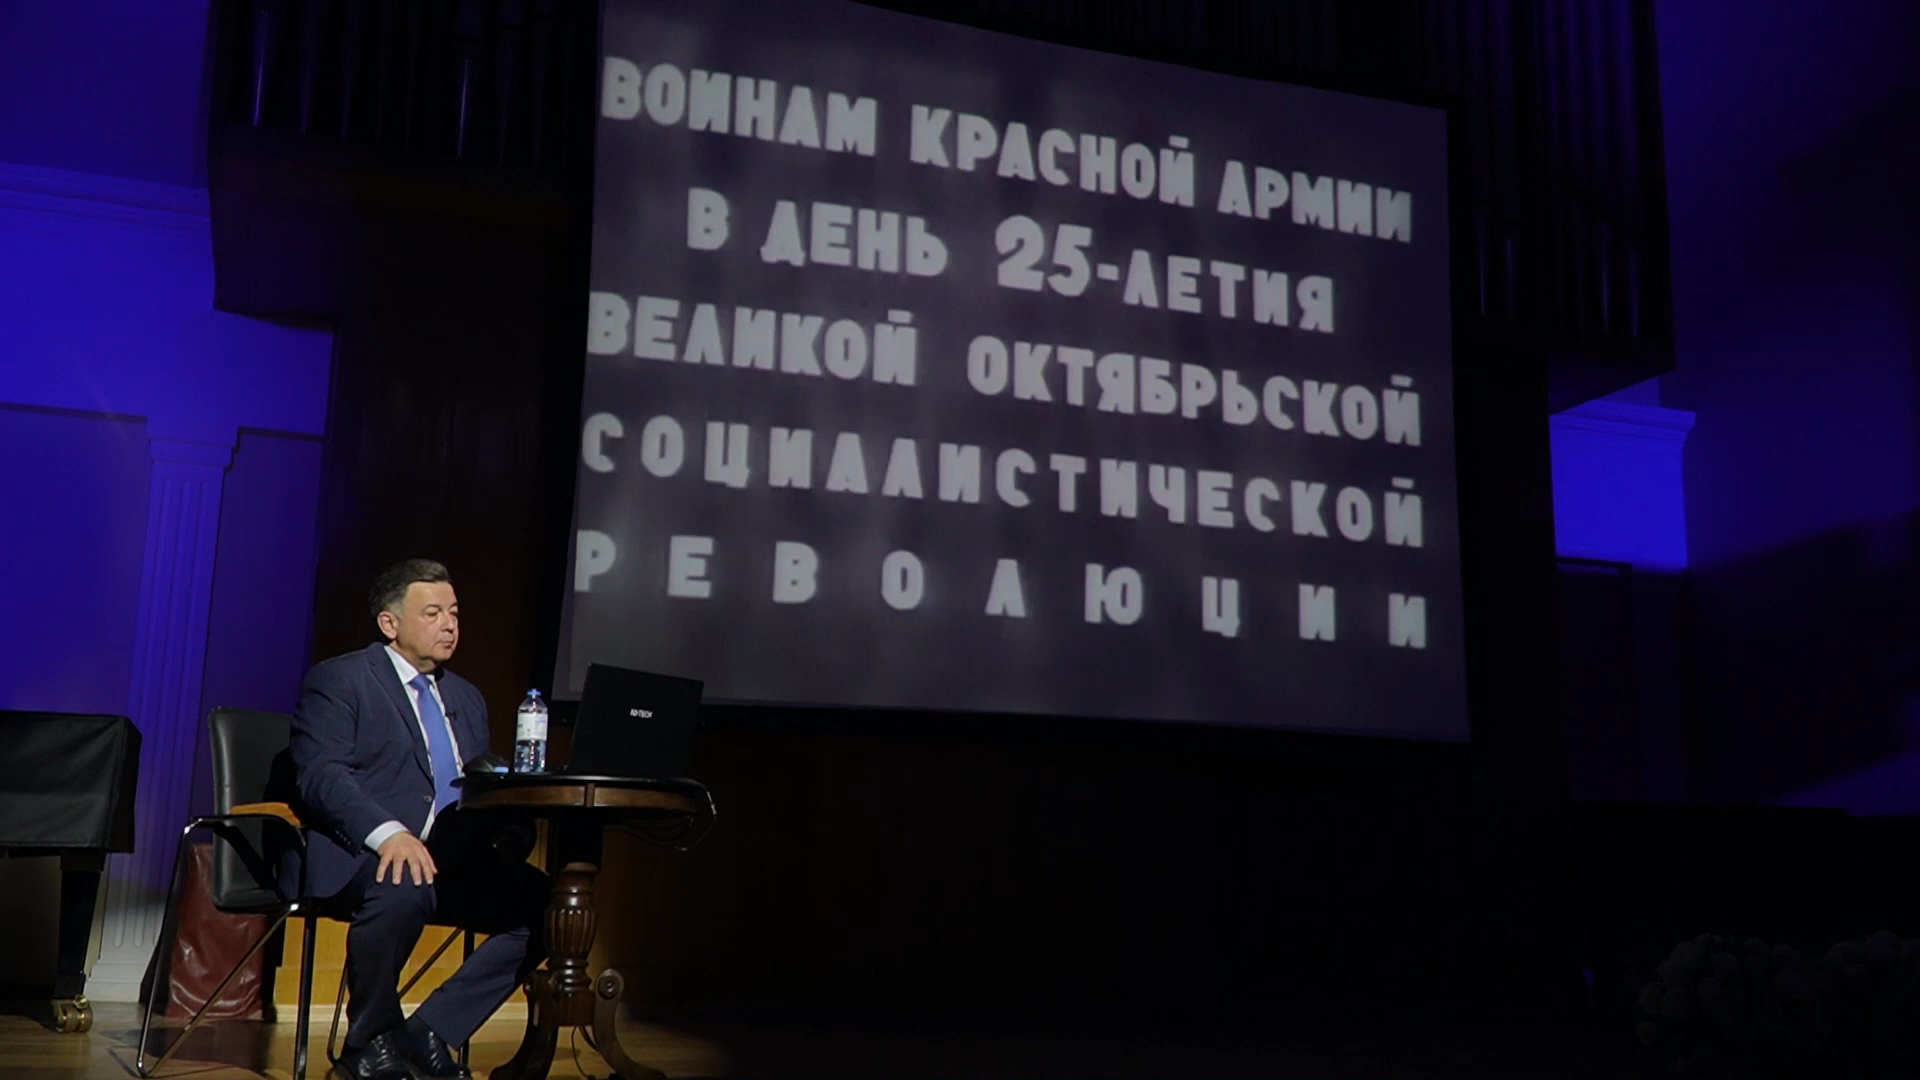 ВОИНАМ КРАСНОЙ АРМИИ
В ДЕНЬ 25-ЛЕТИЯ
ВЕЛИКОЙ ОКТЯБРЬСКОЙ
СОЦИАЛИСТИЧЕСКОЙ
РЕВОЛЮЦИИ